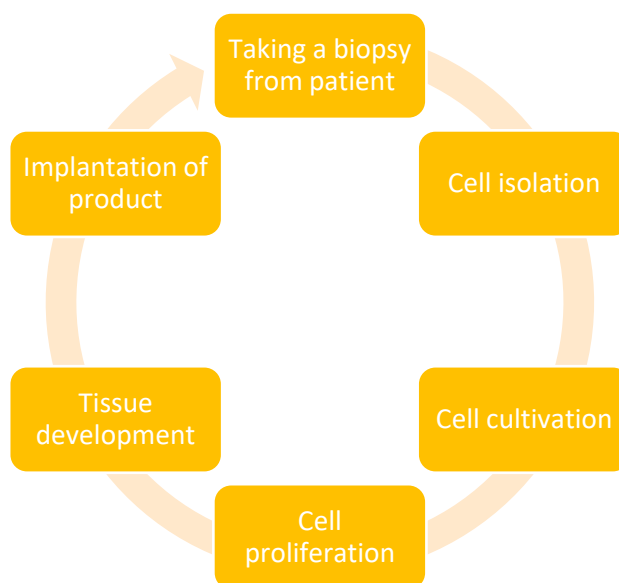 Taking a biopsy
from patient
Cell isolation
Cell cultivation
Cell
proliferation
Tissue
development
Implantation of
product